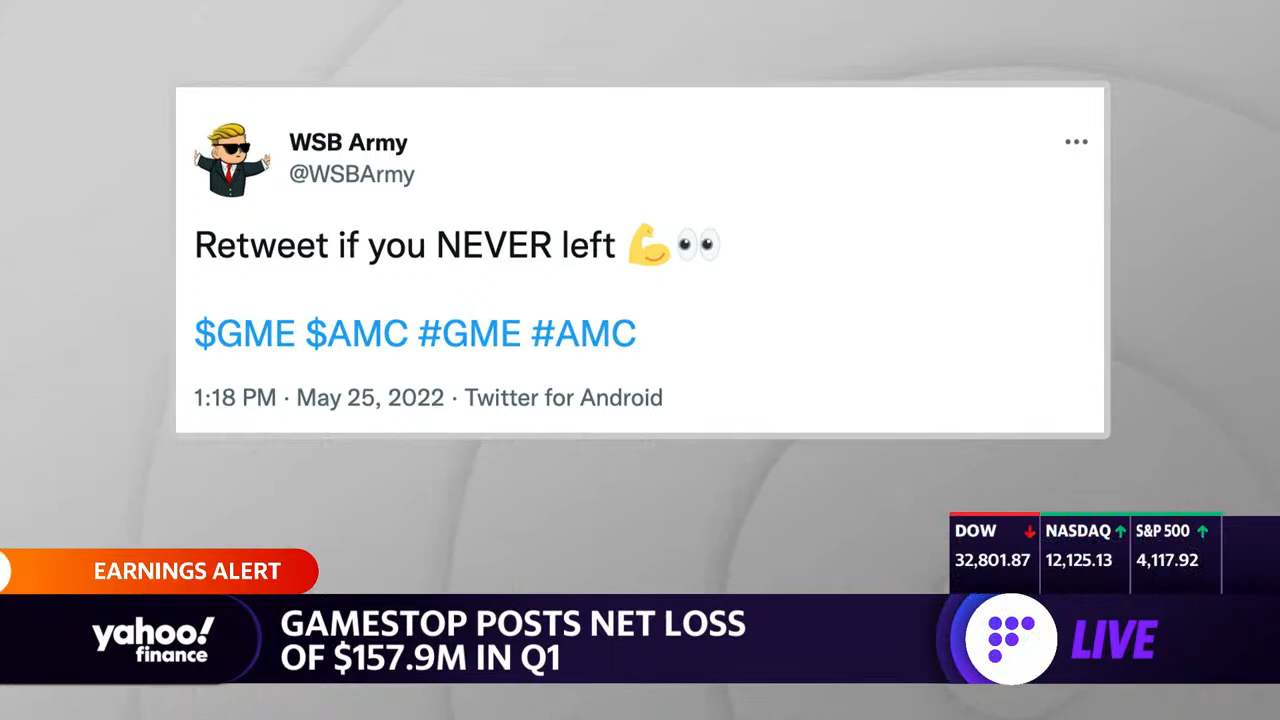 WSB Army
@WSBArmy
Retweet if you NEVER left 💪👀
$GME $AMC #GME #AMC
1:18 PM · May 25, 2022 · Twitter for Android
DOW
32,801.87
NASDAQ
12,125.13
S&P 500
4,117.92
EARNINGS ALERT
yahoo!
finance
GAMESTOP POSTS NET LOSS
OF $157.9M IN Q1
LIVE